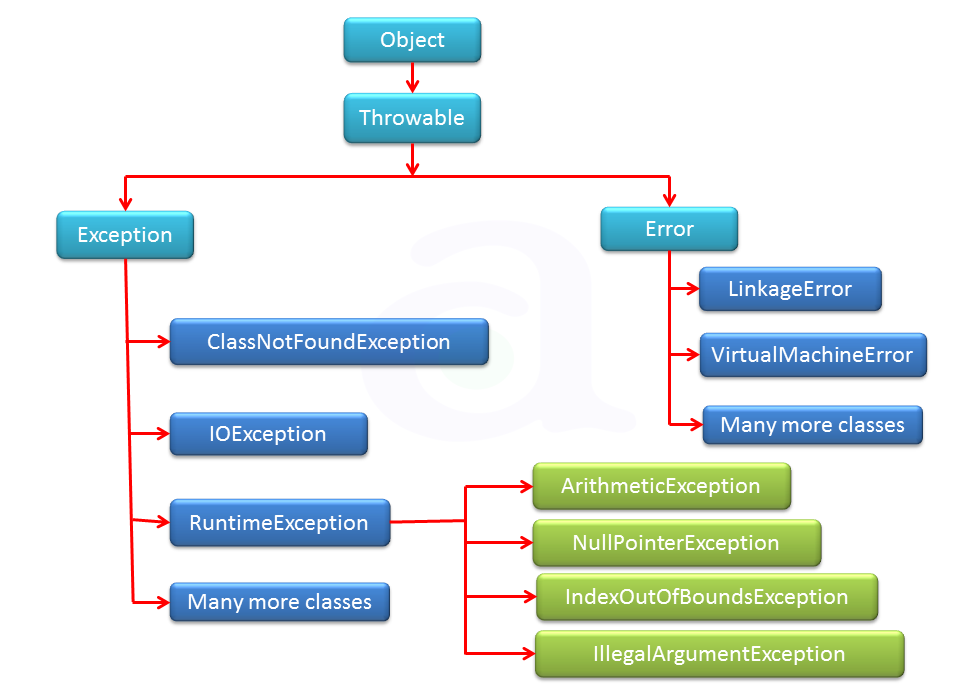 Object
Throwable
Exception
Error
LinkageError
VirtualMachineError
Many more classes
ClassNotFoundException
IOException
RuntimeException
Many more classes
ArithmeticException
NullPointerException
IndexOutOfBoundsException
IllegalArgumentException